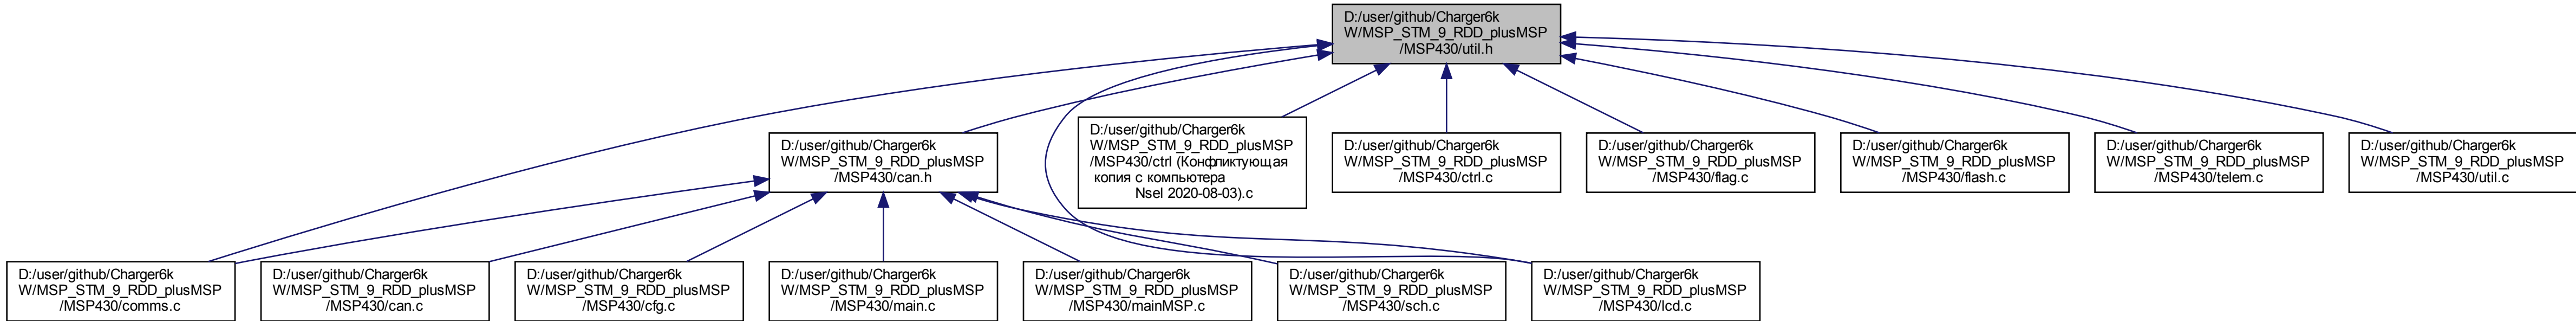 D:/user/github/Charger6k
W/MSP_STM_9_RDD_plusMSP
/MSP430/util.h
D:/user/github/Charger6k
W/MSP_STM_9_RDD_plusMSP
/MSP430/can.h
D:/user/github/Charger6k
W/MSP_STM_9_RDD_plusMSP
/MSP430/ctrl (Конфликтующая
копия с компьютера
Nsel 2020-08-03).c
D:/user/github/Charger6k
W/MSP_STM_9_RDD_plusMSP
/MSP430/ctrl.c
D:/user/github/Charger6k
W/MSP_STM_9_RDD_plusMSP
/MSP430/flag.c
D:/user/github/Charger6k
W/MSP_STM_9_RDD_plusMSP
/MSP430/flash.c
D:/user/github/Charger6k
W/MSP_STM_9_RDD_plusMSP
/MSP430/telem.c
D:/user/github/Charger6k
W/MSP_STM_9_RDD_plusMSP
/MSP430/util.c
D:/user/github/Charger6k
W/MSP_STM_9_RDD_plusMSP
/MSP430/comms.c
D:/user/github/Charger6k
W/MSP_STM_9_RDD_plusMSP
/MSP430/can.c
D:/user/github/Charger6k
W/MSP_STM_9_RDD_plusMSP
/MSP430/cfg.c
D:/user/github/Charger6k
W/MSP_STM_9_RDD_plusMSP
/MSP430/main.c
D:/user/github/Charger6k
W/MSP_STM_9_RDD_plusMSP
/MSP430/mainMSP.c
D:/user/github/Charger6k
W/MSP_STM_9_RDD_plusMSP
/MSP430/sch.c
D:/user/github/Charger6k
W/MSP_STM_9_RDD_plusMSP
/MSP430/lcd.c